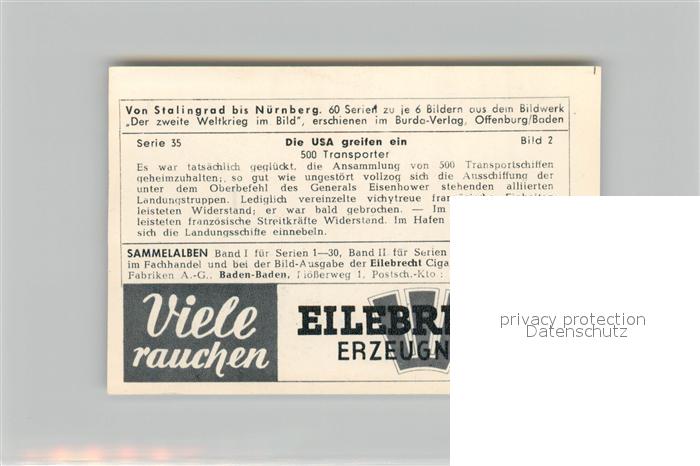 Von Stalingrad bis Nürnberg. 60 Serien zu je 6 Bildern aus dem Bildwerk
„Der zweite Weltkrieg im Bild", erschienen im Burda-Verlag, Offenburg/Baden
Serie 35 Die USA greifen ein Bild 2
500 Transporter
Es war tatsächlich geglückt, die Ansammlung von 500 Transportschiffen
geheimzuhalten; so gut wie ungestört vollzog sich die Ausschiffung der
unter dem Oberbefehl des Generals Eisenhower stehenden alliierten
Landungstruppen. Lediglich vereinzelte vichytreue
leisteten Widerstand; er war bald gebrochen. — Im
leisteten französische Streitkräfte Widerstand. Im Hafen
sich die Landungsschiffe einnebeln.
SAMMELALBEN Band I für Serien 1—30, Band II für Serien
im Fachhandel und bei der Bild-Ausgabe der Eilebrecht Ciga
Fabriken A.-G., Baden-Baden, Flößerweg 1, Postsch.-Kto.:
Viele
rauchen
EILEBRE
ERZEUGN
privacy protection
Datenschutz